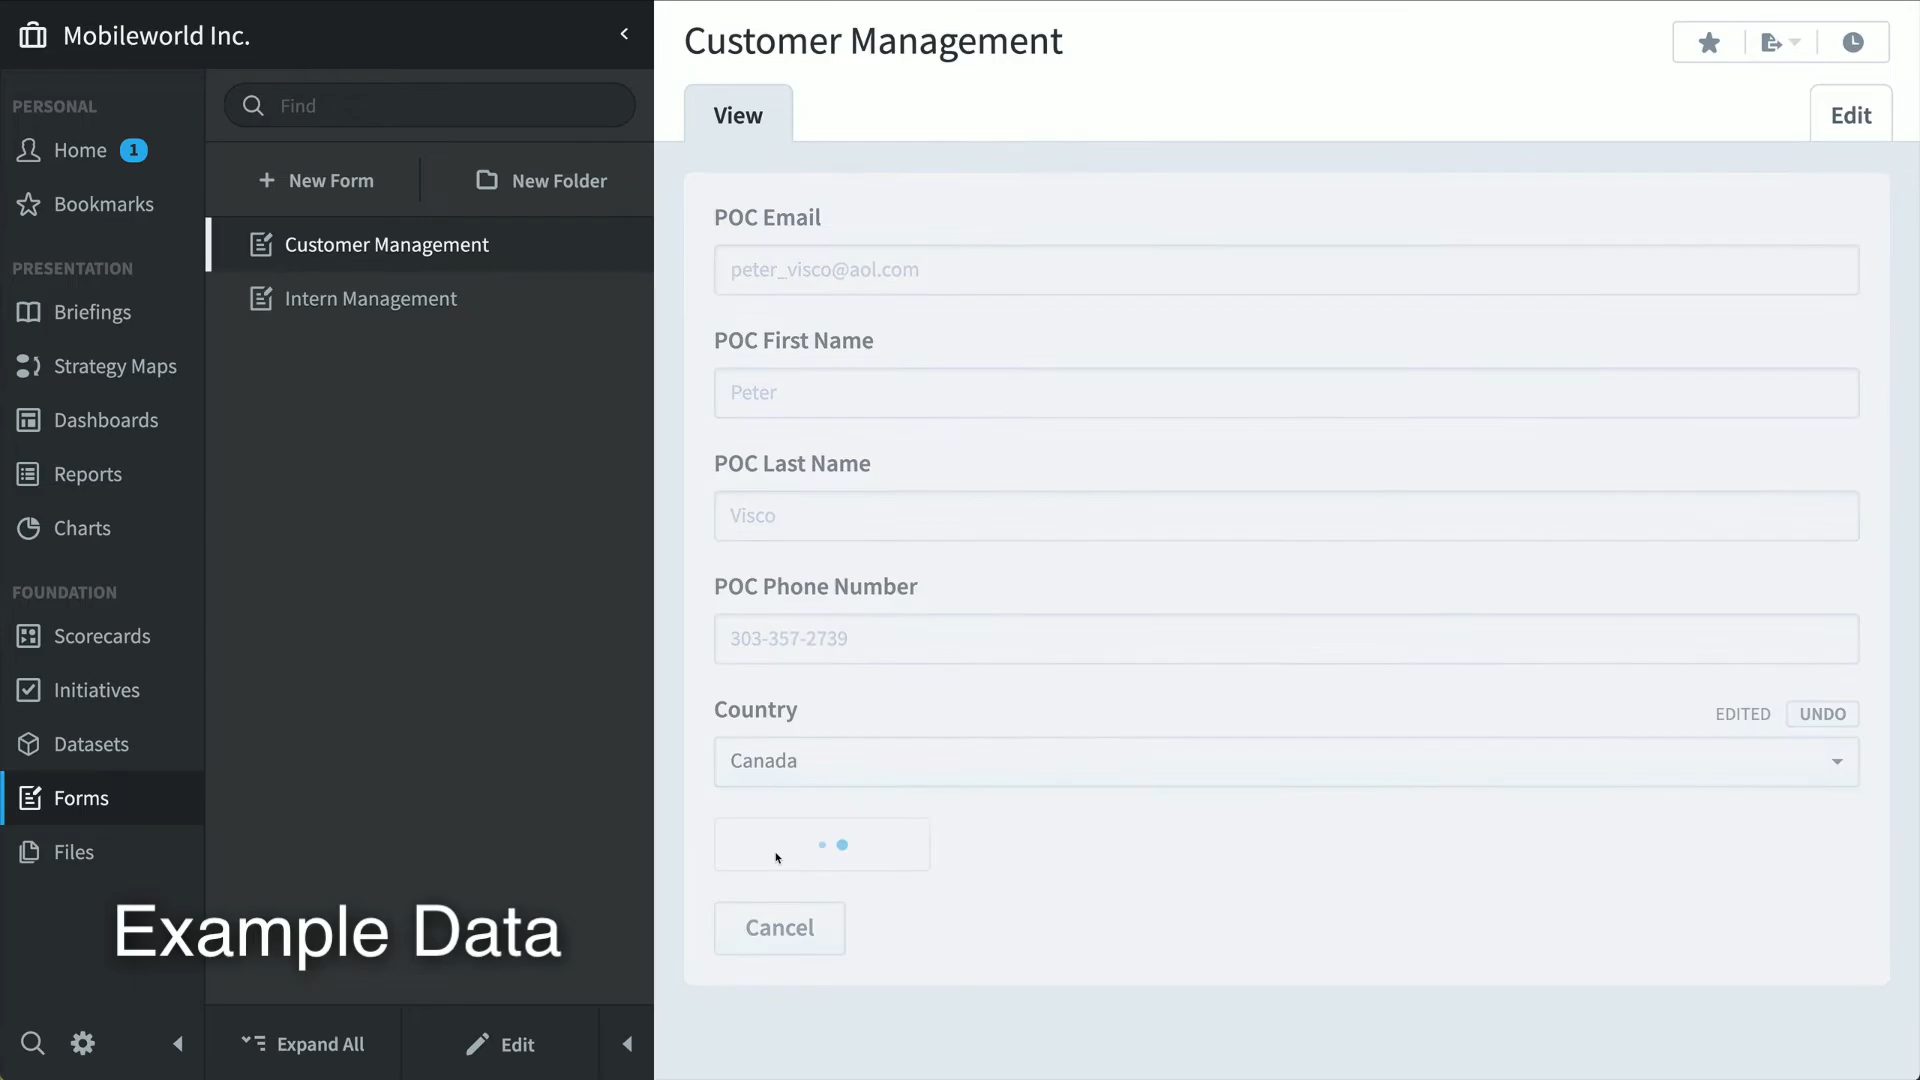 Mobileworld Inc.
PERSONAL
Home 1
Bookmarks
PRESENTATION
Briefings
Strategy Maps
Dashboards
Reports
Charts
FOUNDATION
Scorecards
Initiatives
Datasets
Forms
Files
Find
New Form
New Folder
Customer Management
Intern Management
Example Data
Expand All
Edit
Customer Management
View
Edit
POC Email
peter_visco@aol.com
POC First Name
Peter
POC Last Name
Visco
POC Phone Number
303-357-2739
Country
EDITED UNDO
Canada
Cancel